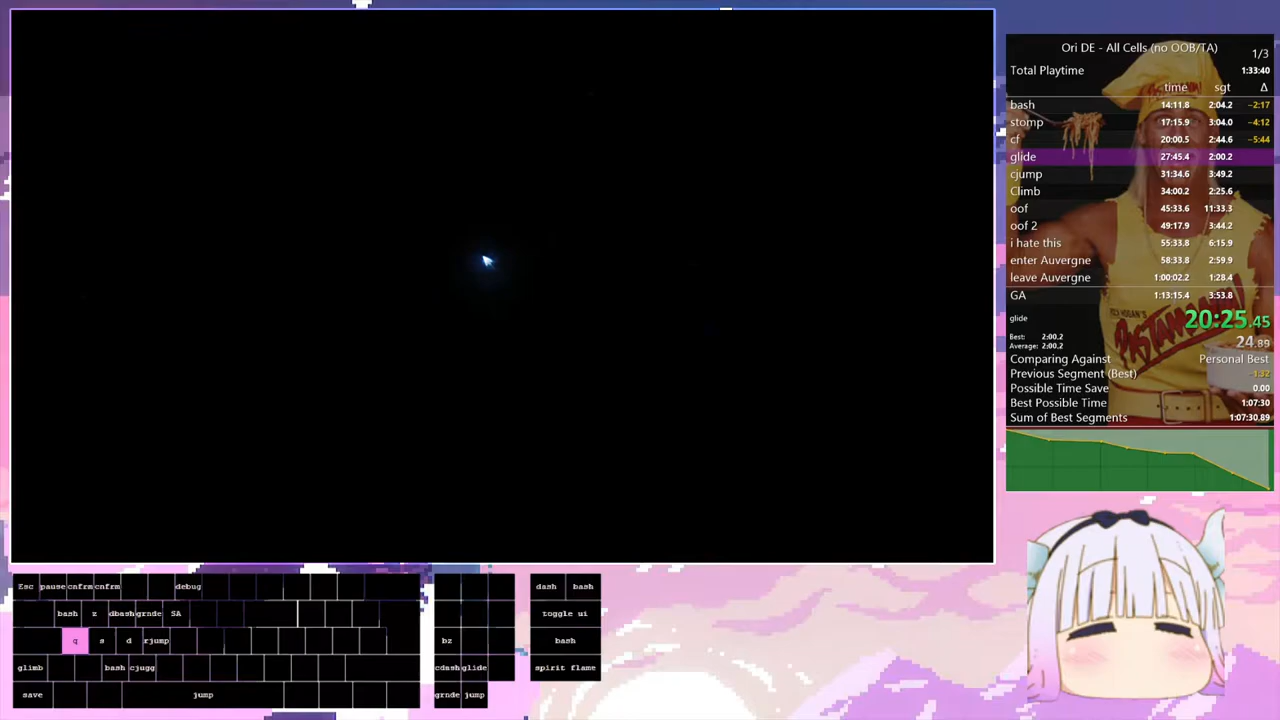 Ori DE - All Cells (no OOB/TA)
1/3
Total Playtime 1:33:40
time sgt Δ
bash 14:11.8 2:04.2 −2:17
stomp 17:15.9 3:04.0 −4:12
cf 20:00.5 2:44.6 −5:44
glide 27:45.4 2:00.2
cjump 31:34.6 3:49.2
Climb 34:00.2 2:25.6
oof 45:33.6 11:33.3
oof 2 49:17.9 3:44.2
i hate this 55:33.8 6:15.9
enter Auvergne 58:33.8 2:59.9
leave Auvergne 1:00:02.2 1:28.4
GA 1:13:15.4 3:53.8
glide 20:25.45
Best: 2:00.2 24.89
Average: 2:00.2
Comparing Against Personal Best
Previous Segment (Best) −1.32
Possible Time Save 0.00
Best Possible Time 1:07:30
Sum of Best Segments 1:07:30.89
PASTAMANIA!
Esc pause cnfrm cnfrm debug dash bash
bash z dbash grnde SA toggle ui
q s d rjump bz bash
glimb bash cjugg cdash glide spirit flame
save jump grnde jump